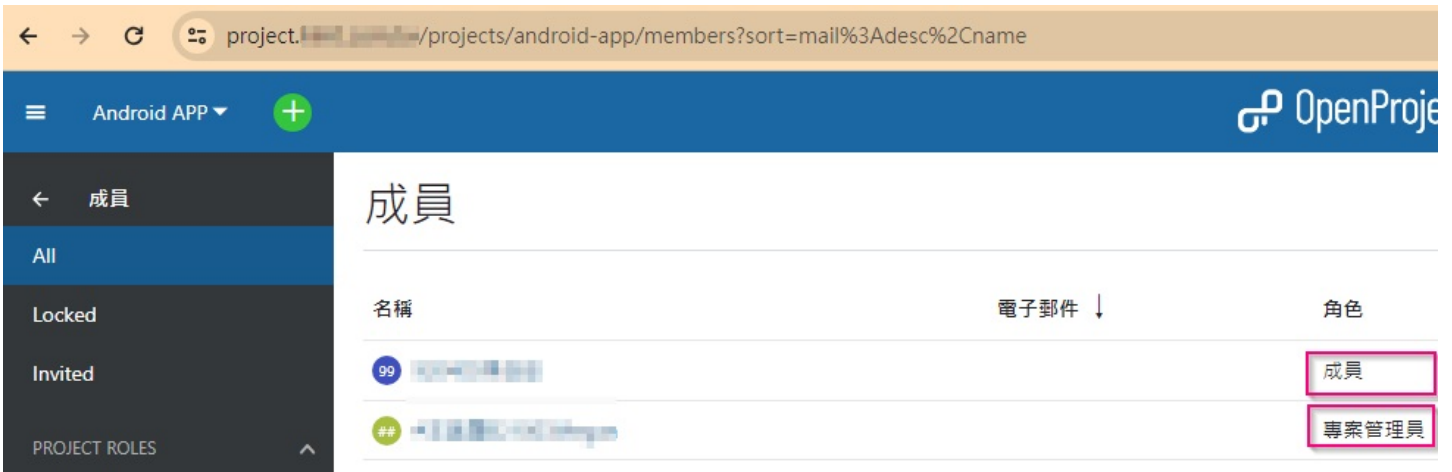 project. /projects/android-app/members?sort=mail%3Adesc%2Cname
Android APP
OpenProje
成員
成員
All
名稱 電子郵件 ↓ 角色
Locked
99 成員
Invited
## 專案管理員
PROJECT ROLES